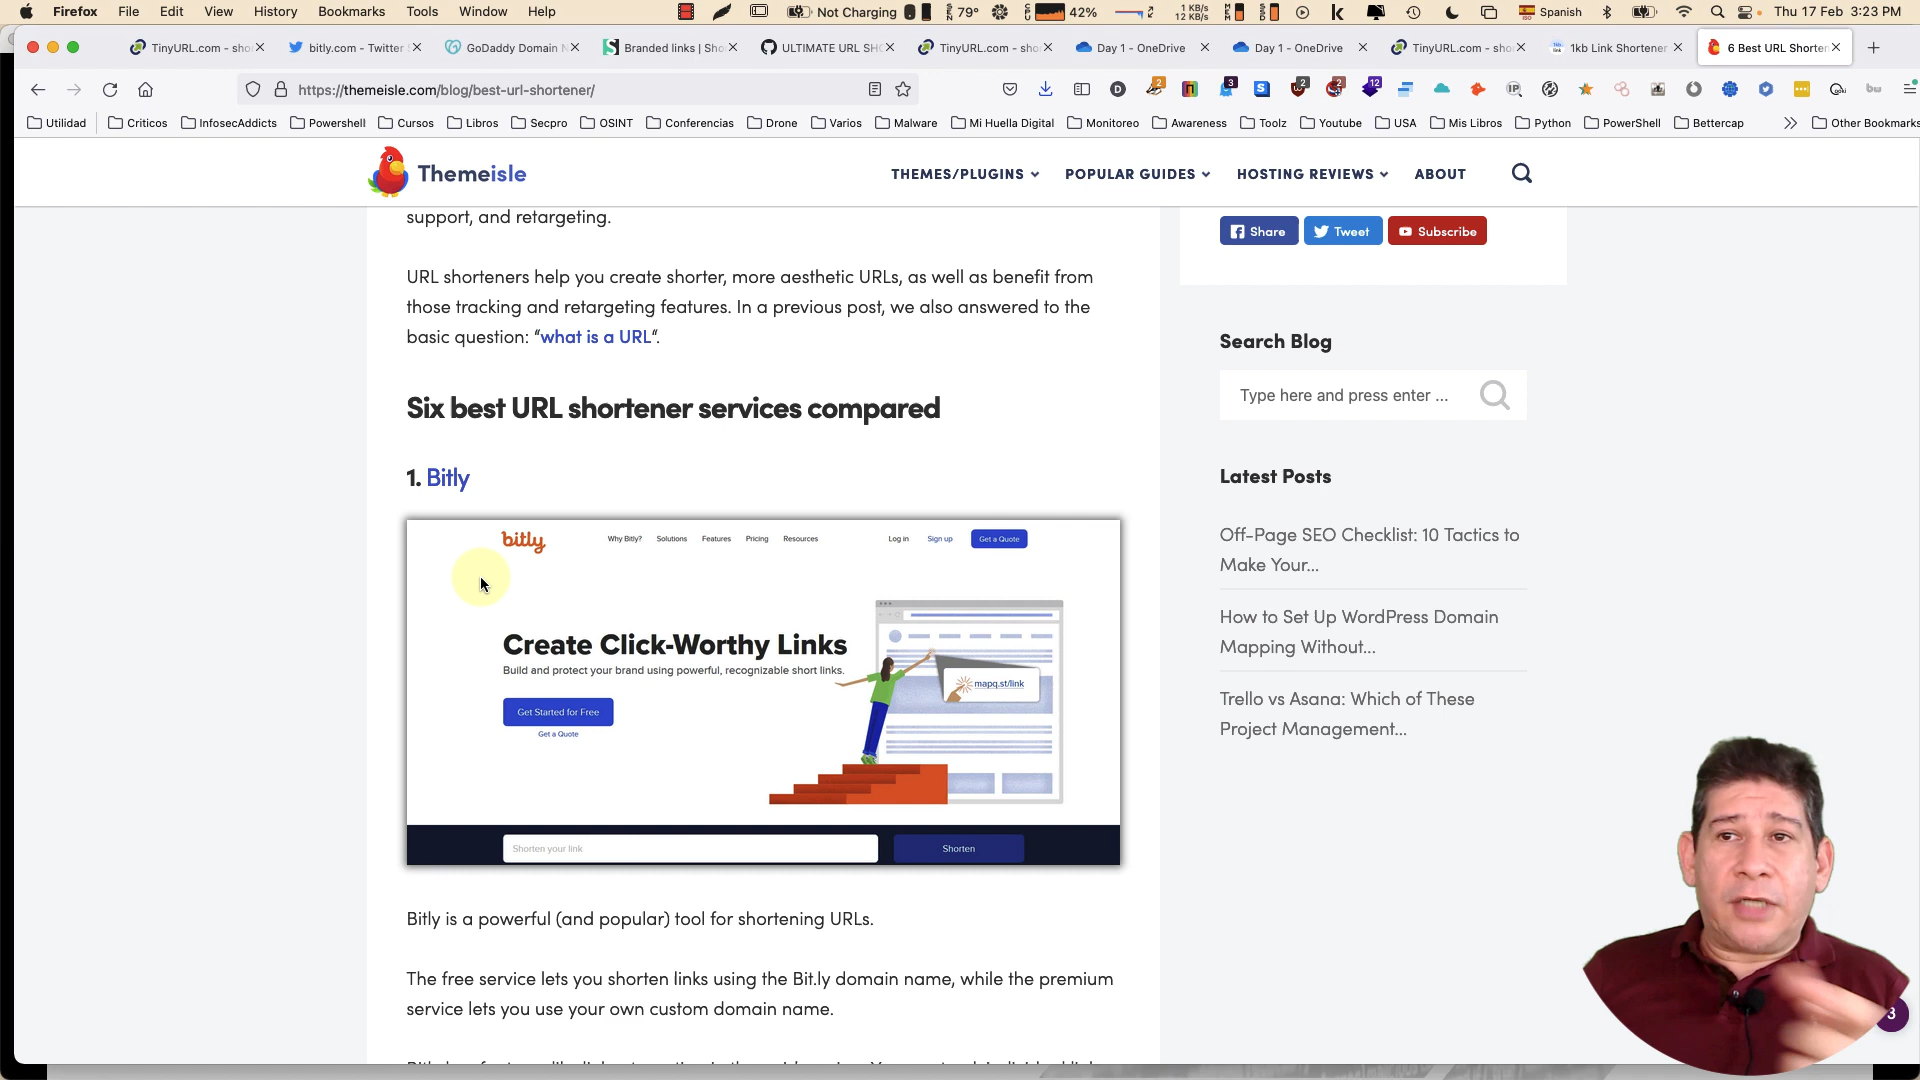 Firefox File Edit View History Bookmarks Tools Window Help Not Charging 79° 42% 1 KB/s 12 KB/s Spanish Thu 17 Feb 3:23 PM
TinyURL.com - sho bitly.com - Twitter GoDaddy Domain N Branded links | Sho ULTIMATE URL SHO TinyURL.com - sho Day 1 - OneDrive Day 1 - OneDrive TinyURL.com - sho 1kb Link Shortener 6 Best URL Shorten
https://themeisle.com/blog/best-url-shortener/
Utilidad Criticos InfosecAddicts Powershell Cursos Libros Secpro OSINT Conferencias Drone Varios Malware Mi Huella Digital Monitoreo Awareness Toolz Youtube USA Mis Libros Python PowerShell Bettercap Other Bookmarks
Themeisle THEMES/PLUGINS POPULAR GUIDES HOSTING REVIEWS ABOUT
support, and retargeting.
URL shorteners help you create shorter, more aesthetic URLs, as well as benefit from
those tracking and retargeting features. In a previous post, we also answered to the
basic question: “what is a URL“.
Six best URL shortener services compared
1. Bitly
bitly Why Bitly? Solutions Features Pricing Resources Log in Sign up Get a Quote
Create Click-Worthy Links
Build and protect your brand using powerful, recognizable short links.
mapq.st/link
Get Started for Free
Get a Quote
Shorten your link Shorten
Bitly is a powerful (and popular) tool for shortening URLs.
The free service lets you shorten links using the Bit.ly domain name, while the premium
service lets you use your own custom domain name.
Share Tweet Subscribe
Search Blog
Type here and press enter ...
Latest Posts
Off-Page SEO Checklist: 10 Tactics to
Make Your...
How to Set Up WordPress Domain
Mapping Without...
Trello vs Asana: Which of These
Project Management...
3